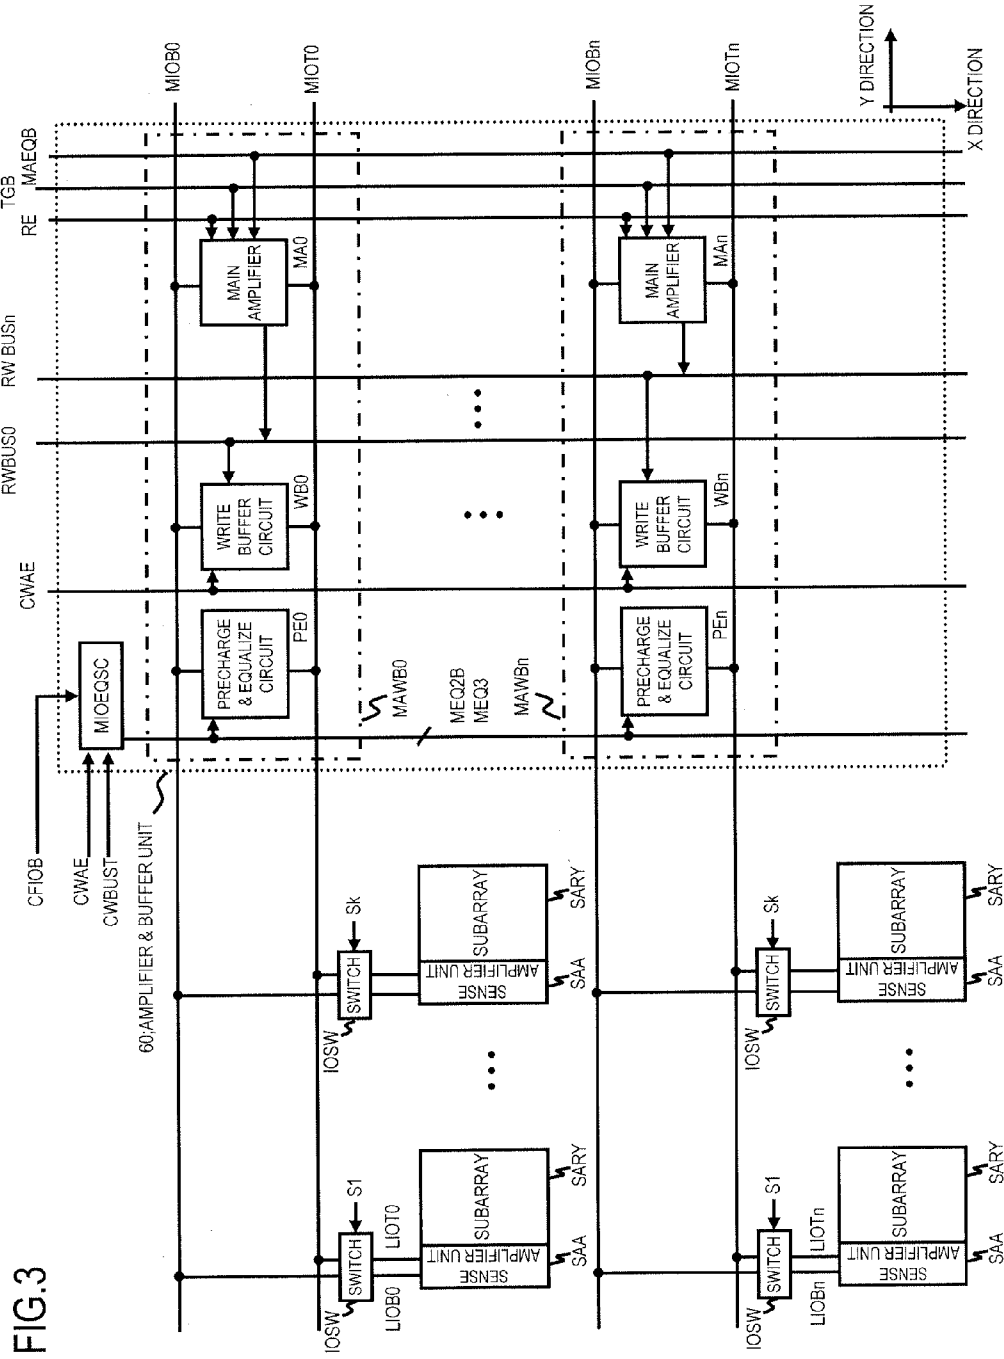 FIG.3
CFIOB
CWAE
CWBUST
MIOEQSC
CWAE
RWBUS0
RW BUSn
RE
TGB
MAEQB
60;AMPLIFIER & BUFFER UNIT
MIOB0
PRECHARGE
& EQUALIZE
CIRCUIT
PE0
WRITE
BUFFER
CIRCUIT
WB0
MAIN
AMPLIFIER
MA0
MIOT0
IOSW
SWITCH
S1
LIOB0
LIOT0
SENSE
AMPLIFIER UNIT
SUBARRAY
SAA
SARY
IOSW
SWITCH
Sk
SENSE
AMPLIFIER UNIT
SUBARRAY
SAA
SARY
MAWB0
MEQ2B
MEQ3
MAWBn
MIOBn
PRECHARGE
& EQUALIZE
CIRCUIT
PEn
WRITE
BUFFER
CIRCUIT
WBn
MAIN
AMPLIFIER
MAn
MIOTn
IOSW
SWITCH
S1
LIOBn
LIOTn
SENSE
AMPLIFIER UNIT
SUBARRAY
SAA
SARY
IOSW
SWITCH
Sk
SENSE
AMPLIFIER UNIT
SUBARRAY
SAA
SARY
Y DIRECTION
X DIRECTION